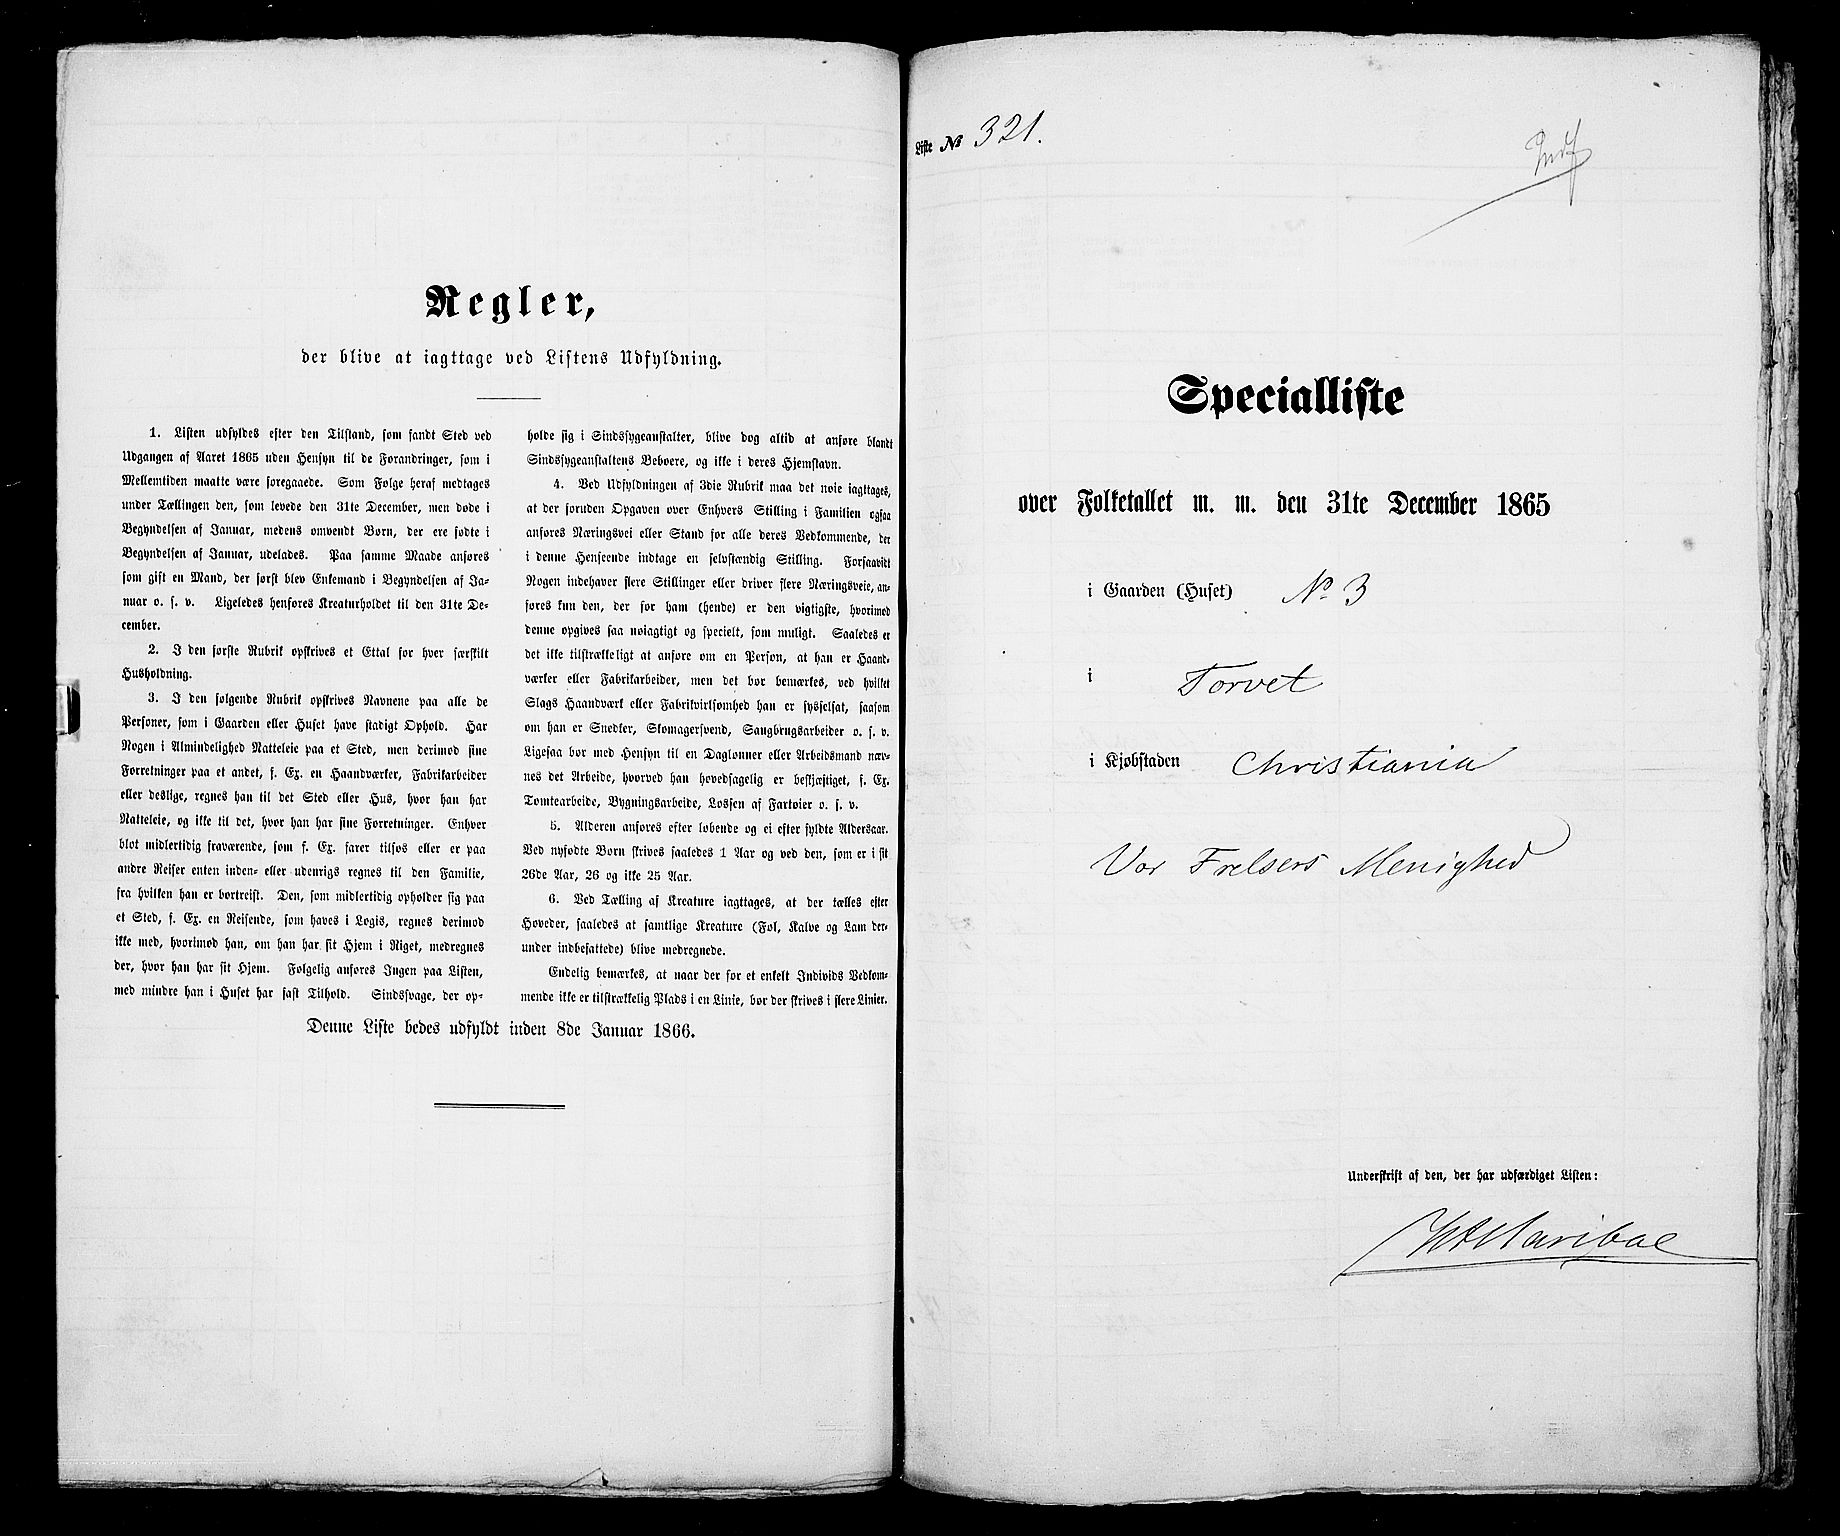 Regler,
der blive at iagttage ved Listens Udfyldning.
1. Listen udfyldes efter den Tilstand, som fandt Sted ved
Udgangen af Aaret 1865 uden Hensyn til de Forandringer, som i
Mellemtiden maatte være foregaaede. Som Følge heraf medtages
under Tællingen den, som levede den 31te December, men døde i
Begyndelsen af Januar, medens omvendt Børn, der ere fødte i
Begyndelsen af Januar, udelades. Paa samme Maade anføres
som gift en Mand, der først blev Enkemand i Begyndelsen af Ja-
nuar o. s. v. Ligeledes henføres Kreaturholdet til den 31te De-
cember.
2. I den første Rubrik opskrives et Ettal for hver særskilt
Husholdning.
3. I den følgende Rubrik opskrives Navnene paa alle de
Personer, som i Gaarden eller Huset have stadigt Ophold. Har
Nogen i Almindelighed Natteleie paa et Sted, men derimod sine
Forretninger paa et andet, f. Ex. en Haandværker, Fabrikarbeider
eller deslige, regnes han til det Sted eller Hus, hvor han har
Natteleie, og ikke til det, hvor han har sine Forretninger. Enhver
blot midlertidig fraværende, som f. Ex. farer tilsøs eller er paa
andre Reiser enten inden- eller udenrigs regnes til den Familie,
fra hvilken han er bortreist. Den, som midlertidig opholder sig paa
et Sted, f. Ex. en Reisende, som haves i Logis, regnes derimod
ikke med, hvorimod han, om han har sit Hjem i Riget, medregnes
der, hvor han har sit Hjem. Følgelig anføres Ingen paa Listen,
med mindre han i Huset har fast Tilhold. Sindssvage, der op-
holde sig i Sindssygeanstalter, blive dog altid at anføre blandt
Sindssygeanstaltens Beboere, og ikke i deres Hjemstavn.
4. Ved Udfyldningen af 3die Rubrik maa det nøie iagttages,
at der foruden Opgaven over Enhvers Stilling i Familien ogsaa
anføres Næringsvei eller Stand for alle deres Vedkommende, der
i denne Henseende indtage en selvstændig Stilling. Forsaavidt
Nogen indehaver flere Stillinger eller driver flere Næringsveie, an-
føres kun den, der for ham (hende) er den vigtigste, hvorimod
denne opgives saa nøiagtigt og specielt, som muligt. Saaledes er
det ikke tilstrækkeligt at anføre om en Person, at han er Haand-
værker eller Fabrikarbeider, men det bør bemærkes, ved hvilket
Slags Haandværk eller Fabrikvirksomhed han er sysselsat, saasom
om han er Snedker, Skomagersvend, Saugbrugsarbeider o. s. v.
Ligesaa bør med Hensyn til en Dagløner eller Arbeidsmand næv-
nes det Arbeide, hvorved han hovedsagelig er beskjæftiget, f. Ex.
Tomtearbeide, Bygningsarbeide, Lossen af Fartøier o. s. v.
5. Alderen anføres efter løbende og ei efter fyldte Aldersaar.
Ved nyfødte Børn skrives saaledes 1 Aar og ved den, som er i sit
26de Aar, 26 og ikke 25 Aar.
6. Ved Tælling af Kreature iagttages, at der tælles efter
Hoveder, saaledes at samtlige Kreature (Føl, Kalve og Lam der-
under indbefattede) blive medregnede.
Endelig bemærkes, at naar der for et enkelt Individs Vedkom-
mende ikke er tilstrækkelig Plads i en Linie, bør der skrives i flere Linier.
Denne Liste bedes udfyldt inden 8de Januar 1866.
Liste № 321.
Indf
Specialliste
over Folketallet m. m. den 31te December 1865
i Gaarden (Huset) No 3
i Torvet
i Kjøbstaden Christiania
Vor Frelsers Menighed
Underskrift af den, der har udfærdiget Listen: